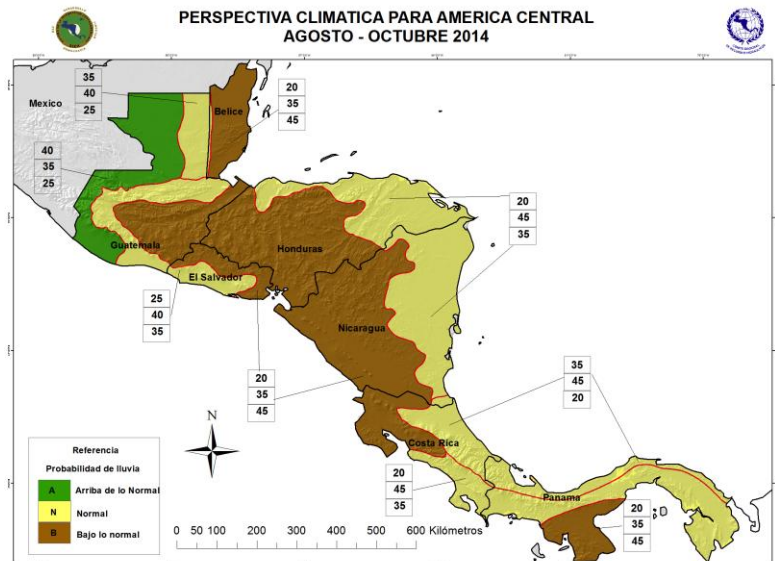 PERSPECTIVA CLIMATICA PARA AMERICA CENTRAL
AGOSTO - OCTUBRE 2014
Mexico
35
40
25
Belice
20
35
45
40
35
25
20
45
35
Guatemala
Honduras
El Salvador
25
40
35
Nicaragua
20
35
45
35
45
20
N
Costa Rica
20
45
35
Panama
20
35
45
Referencia
Probabilidad de lluvia
A Arriba de lo Normal
N Normal
B Bajo lo normal
0 50 100 200 300 400 500 600 Kilómetros